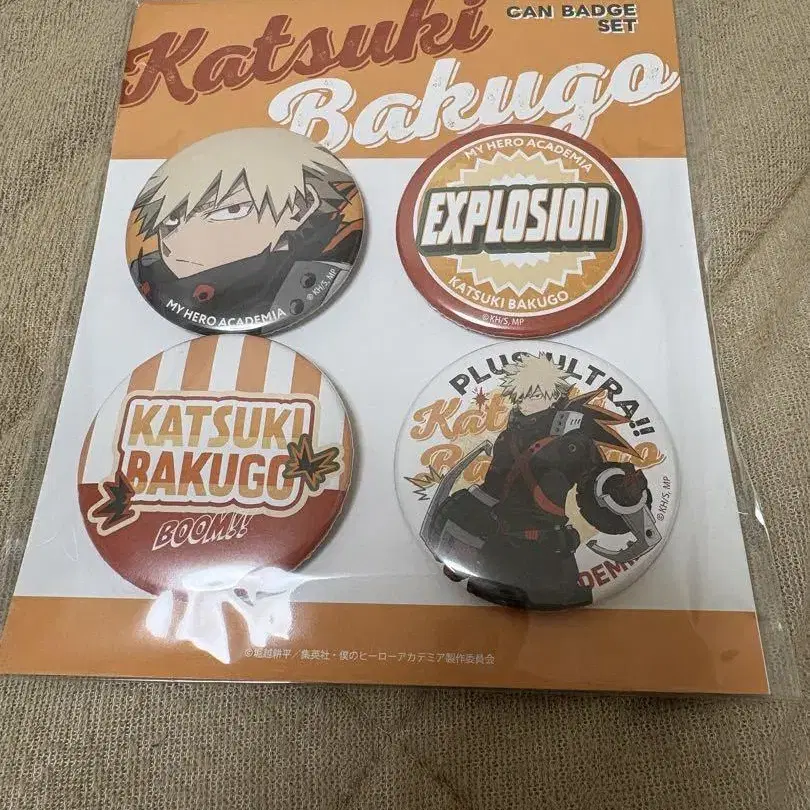 Katsuki
Bakugo
CAN BADGE
SET
MY HERO ACADEMIA
©KH/S, MP
MY HERO ACADEMIA
EXPLOSION
KATSUKI BAKUGO
©KH/S, MP
KATSUKI
BAKUGO
BOOM!!
PLUS ULTRA!!
©KH/S, MP
©堀越耕平／集英社・僕のヒーローアカデミア製作委員会